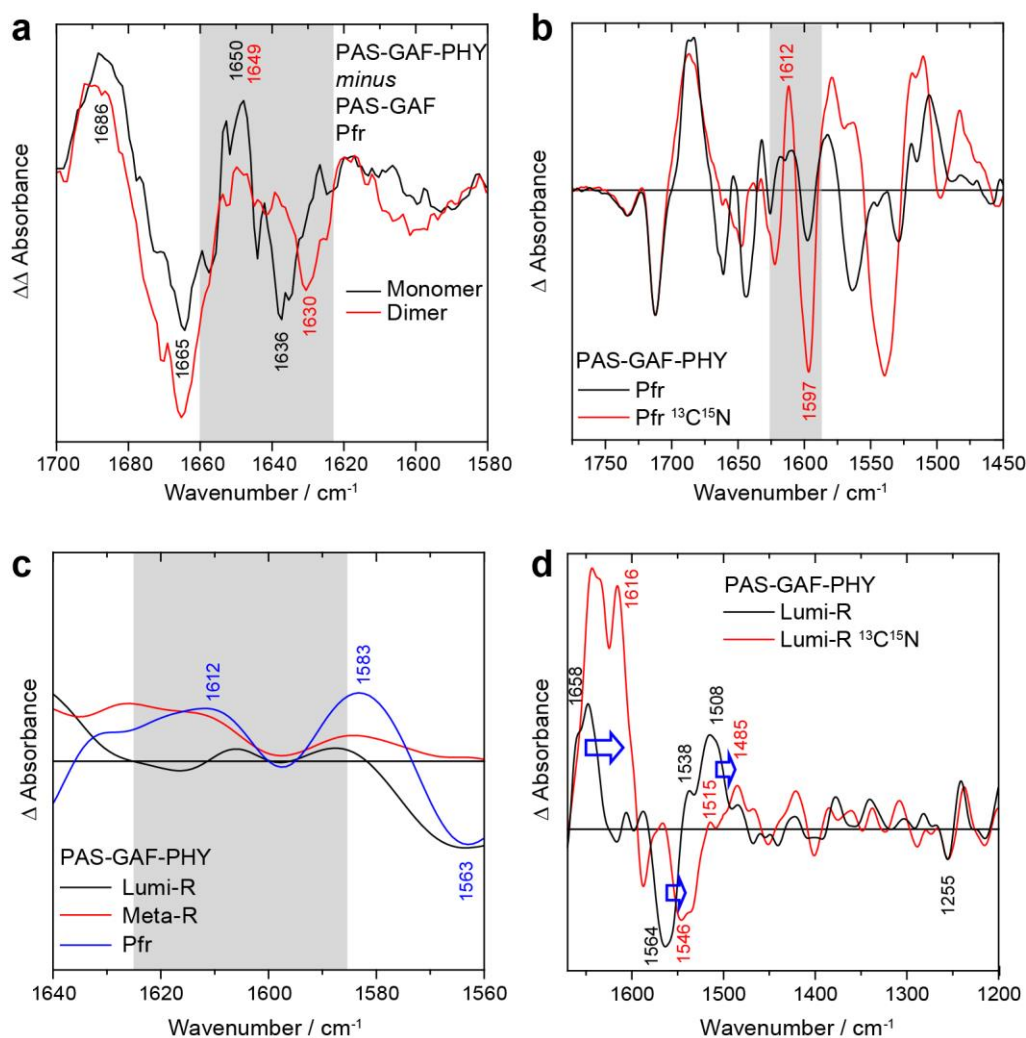 a
1650
1649
PAS-GAF-PHY
minus
PAS-GAF
Pfr
1686
1665
1636
1630
Monomer
Dimer
ΔΔ Absorbance
1700 1680 1660 1640 1620 1600 1580
Wavenumber / cm⁻¹
b
1612
1597
PAS-GAF-PHY
Pfr
Pfr ¹³C¹⁵N
Δ Absorbance
1750 1700 1650 1600 1550 1500 1450
Wavenumber / cm⁻¹
c
1612
1583
1563
PAS-GAF-PHY
Lumi-R
Meta-R
Pfr
Δ Absorbance
1640 1620 1600 1580 1560
Wavenumber / cm⁻¹
d
PAS-GAF-PHY
Lumi-R
Lumi-R ¹³C¹⁵N
1658
1616
1564
1546
1538
1515
1508
1485
1255
Δ Absorbance
1600 1500 1400 1300 1200
Wavenumber / cm⁻¹